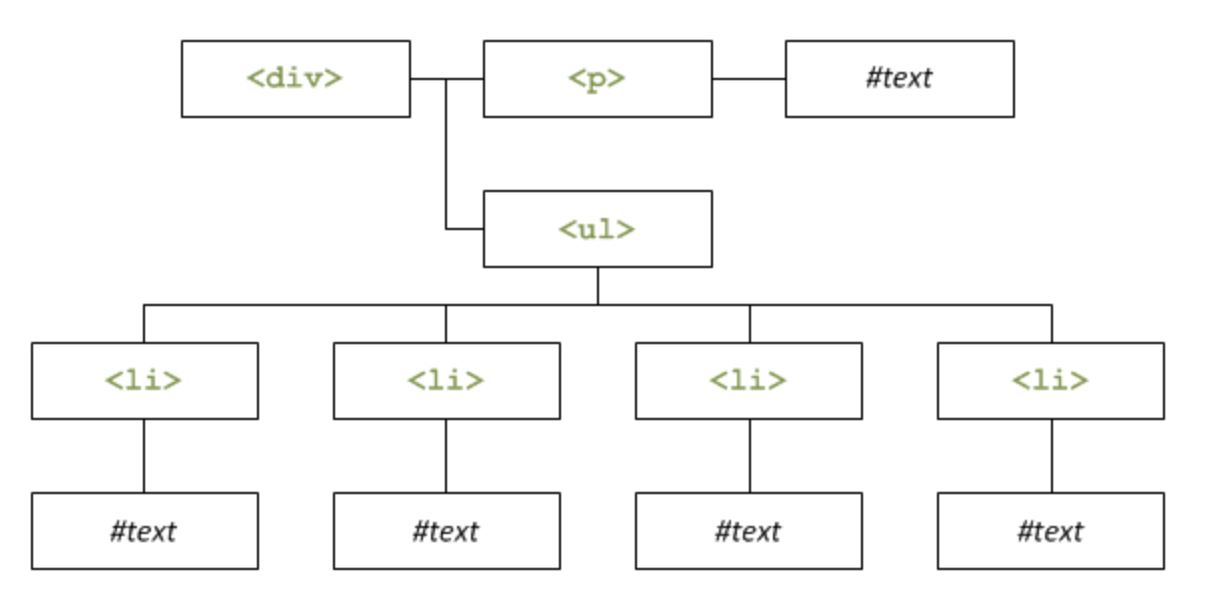 <div> <p> #text
<ul>
<li> <li> <li> <li>
#text #text #text #text